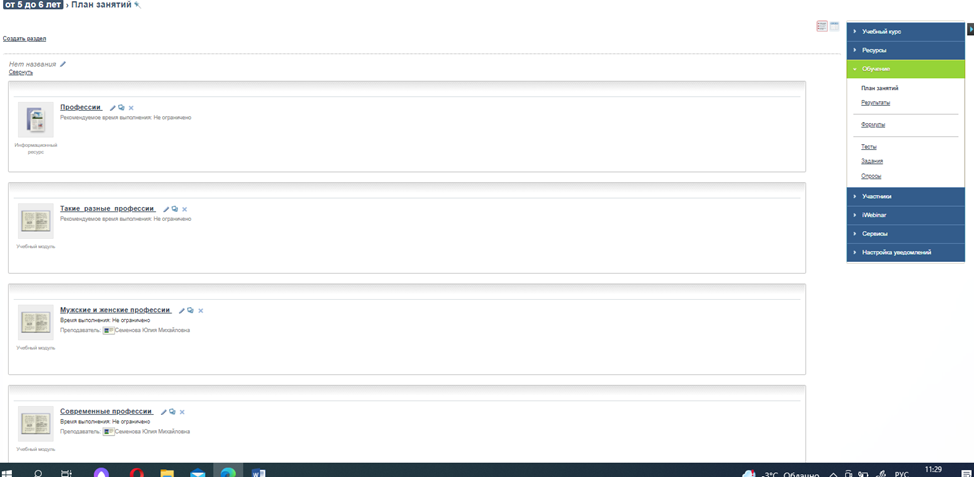 от 5 до 6 лет › План занятий
Создать раздел
Нет названия
Свернуть
Профессии
Рекомендуемое время выполнения: Не ограничено
Информационный
ресурс
Такие разные профессии
Рекомендуемое время выполнения: Не ограничено
Учебный модуль
Мужские и женские профессии
Время выполнения: Не ограничено
Преподаватель: Семенова Юлия Михайловна
Учебный модуль
Современные профессии
Время выполнения: Не ограничено
Преподаватель: Семенова Юлия Михайловна
Учебный модуль
Учебный курс
Ресурсы
Обучение
План занятий
Результаты
Форумы
Тесты
Задания
Опросы
Участники
iWebinar
Сервисы
Настройка уведомлений
-3°C Облачно
РУС
11:29